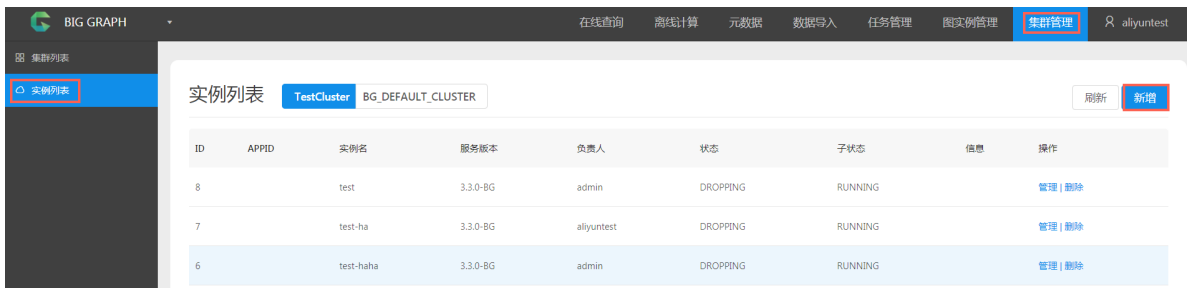 BIG GRAPH 在线查询 离线计算 元数据 数据导入 任务管理 图实例管理 集群管理 aliyuntest
集群列表
实例列表
实例列表 TestCluster BG_DEFAULT_CLUSTER 刷新 新增
ID APPID 实例名 服务版本 负责人 状态 子状态 信息 操作
8 test 3.3.0-BG admin DROPPING RUNNING 管理 | 删除
7 test-ha 3.3.0-BG aliyuntest DROPPING RUNNING 管理 | 删除
6 test-haha 3.3.0-BG admin DROPPING RUNNING 管理 | 删除